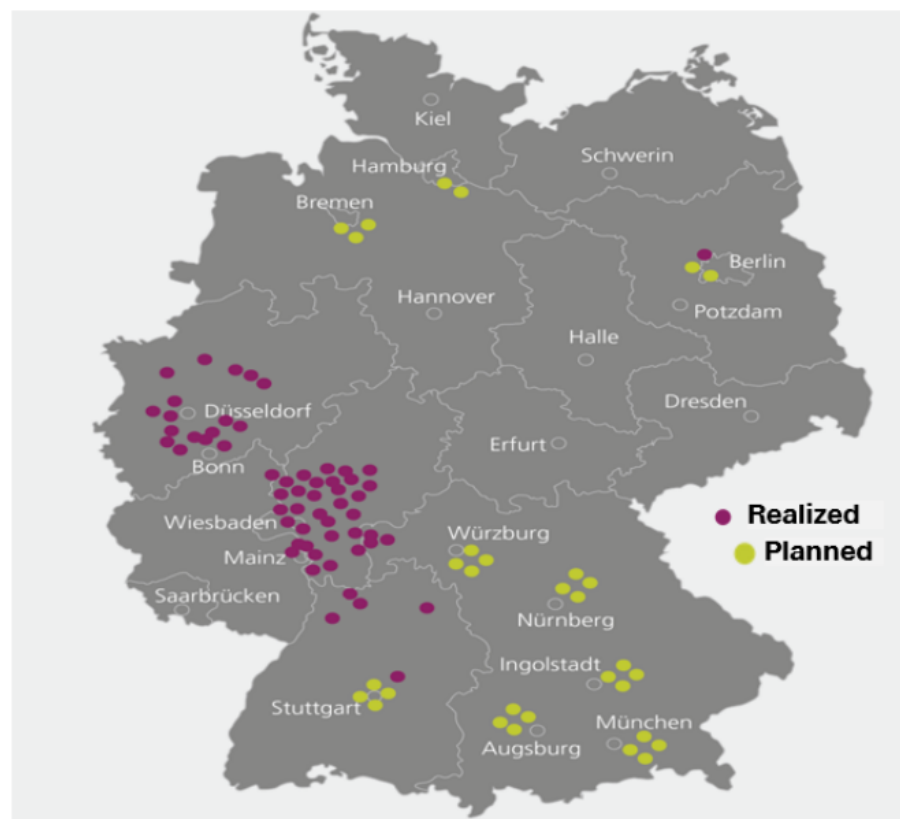 Kiel
Schwerin
Hamburg
Bremen
Berlin
Hannover
Potzdam
Halle
Dresden
Düsseldorf
Erfurt
Bonn
Realized
Wiesbaden
Würzburg
Planned
Mainz
Saarbrücken
Nürnberg
Ingolstadt
Stuttgart
München
Augsburg